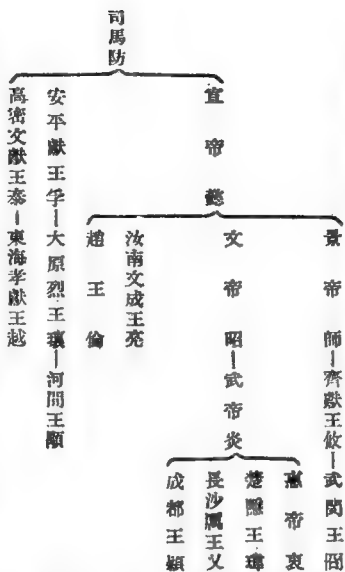 司馬防
宣帝懿
景帝師—齊獻王攸—武閔王冏
文帝昭—武帝炎
惠帝衷
楚隱王瑋
長沙厲王乂
成都王穎
汝南文成王亮
趙王倫
安平獻王孚—太原烈王瓌—河間王顒
高密文獻王泰—東海孝獻王越